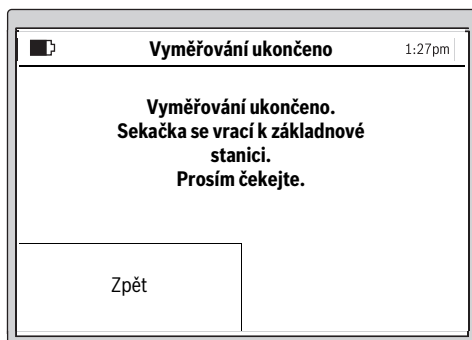 Vyměřování ukončeno 1:27pm
Vyměřování ukončeno.
Sekačka se vrací k základnové
stanici.
Prosím čekejte.
Zpět